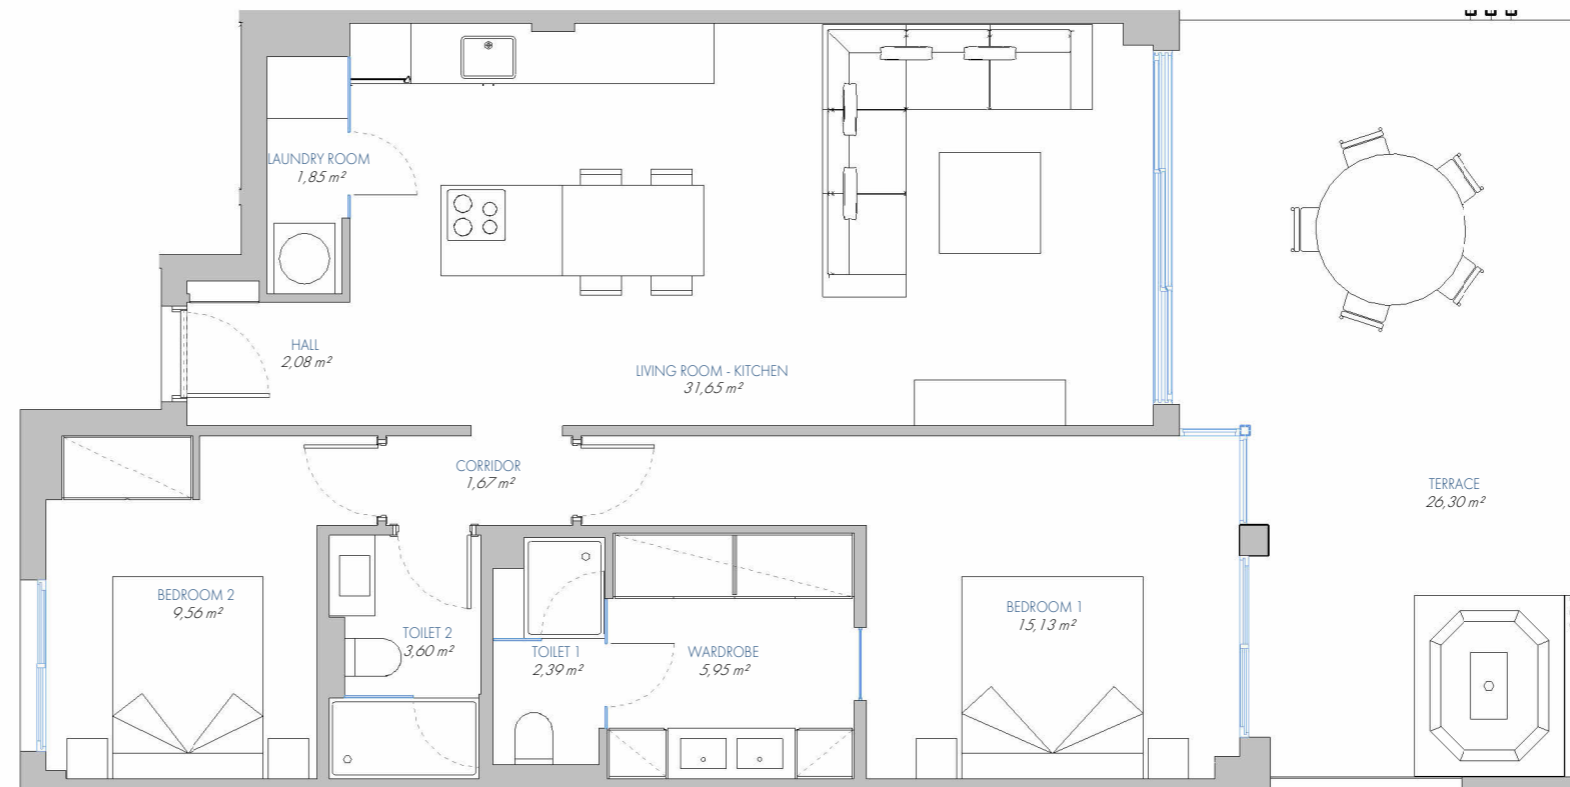 LAUNDRY ROOM
1,85 m²
HALL
2,08 m²
LIVING ROOM - KITCHEN
31,65 m²
CORRIDOR
1,67 m²
TERRACE
26,30 m²
BEDROOM 2
9,56 m²
TOILET 2
3,60 m²
TOILET 1
2,39 m²
WARDROBE
5,95 m²
BEDROOM 1
15,13 m²